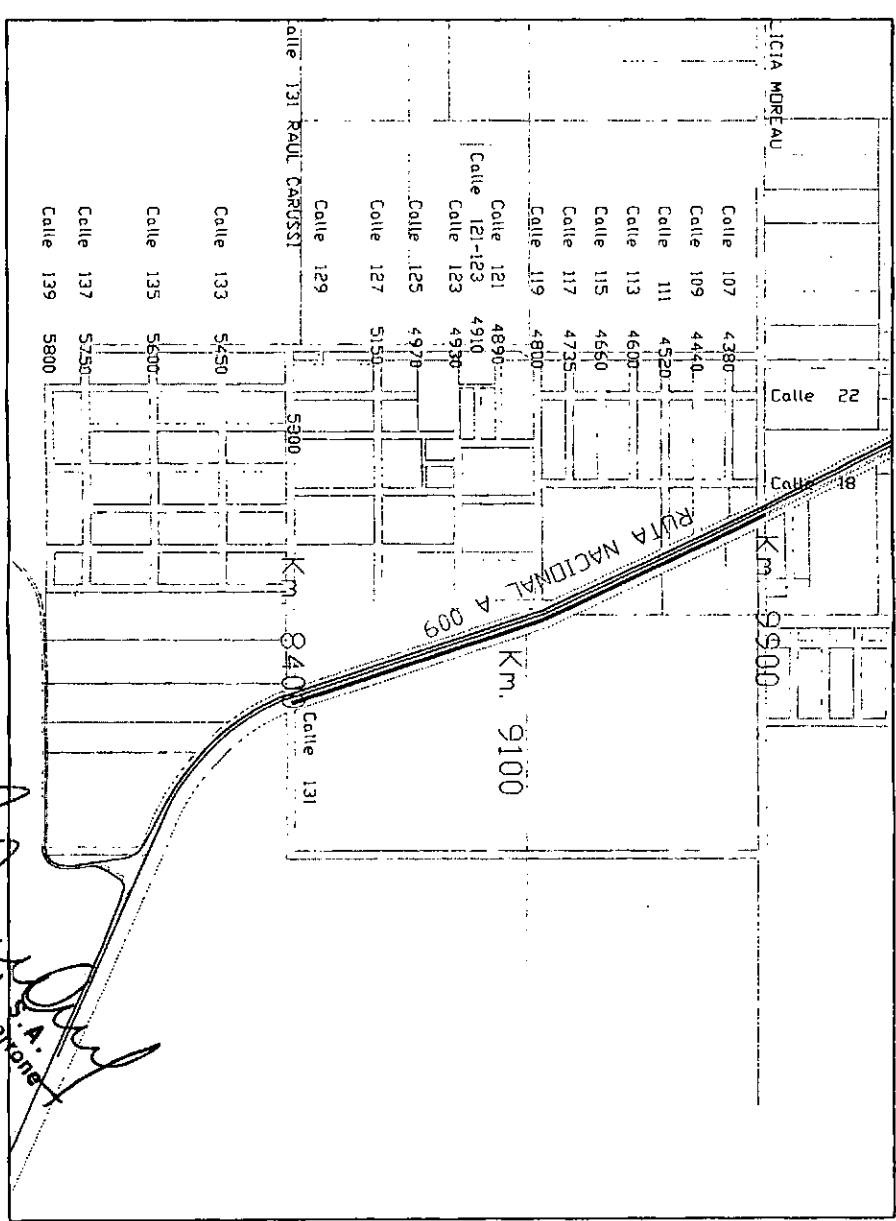 LICIA MOREAU
Calle 22
Calle 18
Km 9900
Calle 107 4380
Calle 109 4440
Calle 111 4520
Calle 113 4600
Calle 115 4660
Calle 117 4735
Calle 119 4800
Calle 121 4890
Calle 121-123 4910
Calle 123 4930
Calle 125 4970
Calle 127 5150
Calle 129
alle 131 RAUL CARUSSI 5300
Km 8400
Calle 131
Calle 133 5450
Calle 135 5600
Calle 137 5750
Calle 139 5800
RUTA NACIONAL A 009
Km. 9100
S.A.